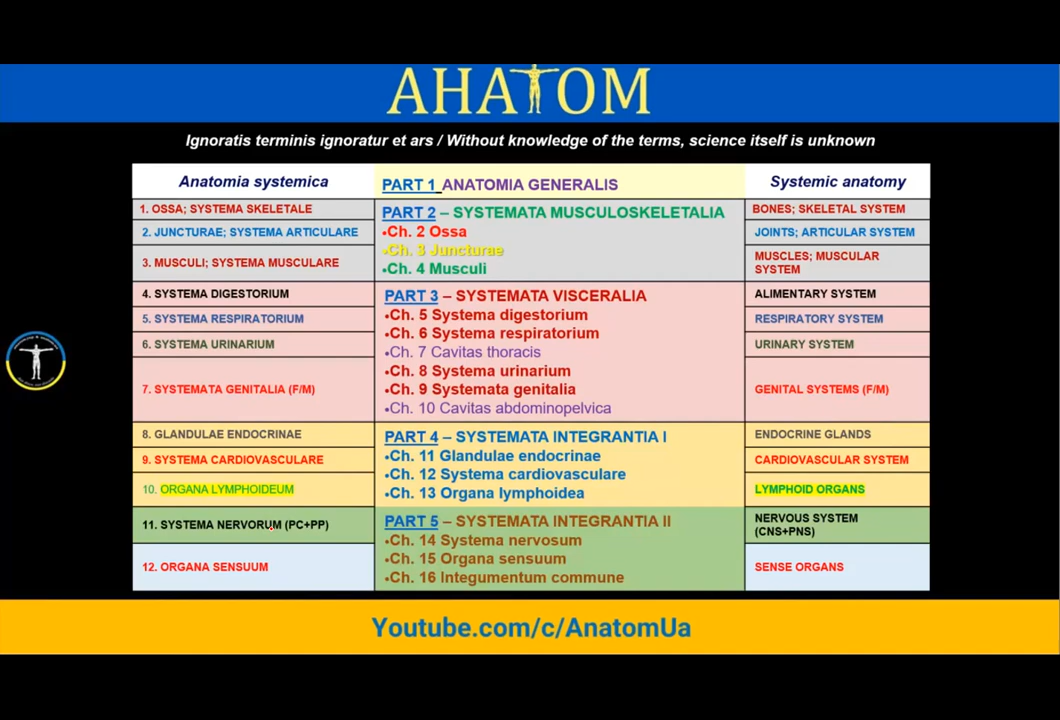 АНАТОМ
Ignoratis terminis ignoratur et ars / Without knowledge of the terms, science itself is unknown
Anatomia systemica
1. OSSA; SYSTEMA SKELETALE
2. JUNCTURAE; SYSTEMA ARTICULARE
3. MUSCULI; SYSTEMA MUSCULARE
4. SYSTEMA DIGESTORIUM
5. SYSTEMA RESPIRATORIUM
6. SYSTEMA URINARIUM
7. SYSTEMATA GENITALIA (F/M)
8. GLANDULAE ENDOCRINAE
9. SYSTEMA CARDIOVASCULARE
10. ORGANA LYMPHOIDEUM
11. SYSTEMA NERVORUM (PC+PP)
12. ORGANA SENSUUM
PART 1 ANATOMIA GENERALIS
PART 2 – SYSTEMATA MUSCULOSKELETALIA
•Ch. 2 Ossa
•Ch. 3 Juncturae
•Ch. 4 Musculi
PART 3 – SYSTEMATA VISCERALIA
•Ch. 5 Systema digestorium
•Ch. 6 Systema respiratorium
•Ch. 7 Cavitas thoracis
•Ch. 8 Systema urinarium
•Ch. 9 Systemata genitalia
•Ch. 10 Cavitas abdominopelvica
PART 4 – SYSTEMATA INTEGRANTIA I
•Ch. 11 Glandulae endocrinae
•Ch. 12 Systema cardiovasculare
•Ch. 13 Organa lymphoidea
PART 5 – SYSTEMATA INTEGRANTIA II
•Ch. 14 Systema nervosum
•Ch. 15 Organa sensuum
•Ch. 16 Integumentum commune
Systemic anatomy
BONES; SKELETAL SYSTEM
JOINTS; ARTICULAR SYSTEM
MUSCLES; MUSCULAR
SYSTEM
ALIMENTARY SYSTEM
RESPIRATORY SYSTEM
URINARY SYSTEM
GENITAL SYSTEMS (F/M)
ENDOCRINE GLANDS
CARDIOVASCULAR SYSTEM
LYMPHOID ORGANS
NERVOUS SYSTEM
(CNS+PNS)
SENSE ORGANS
Youtube.com/c/AnatomUa